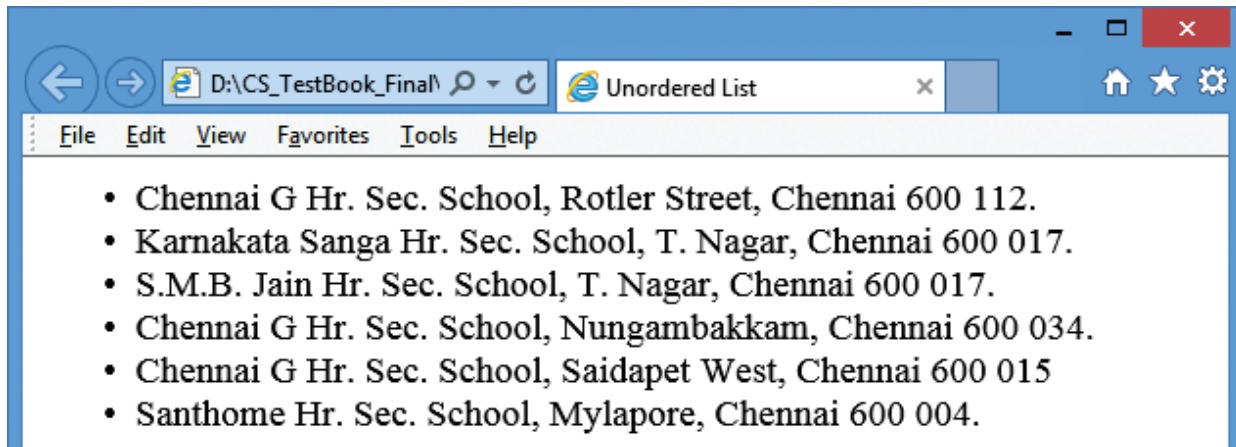 D:\CS_TestBook_Final\
Unordered List
File Edit View Favorites Tools Help
• Chennai G Hr. Sec. School, Rotler Street, Chennai 600 112.
• Karnakata Sanga Hr. Sec. School, T. Nagar, Chennai 600 017.
• S.M.B. Jain Hr. Sec. School, T. Nagar, Chennai 600 017.
• Chennai G Hr. Sec. School, Nungambakkam, Chennai 600 034.
• Chennai G Hr. Sec. School, Saidapet West, Chennai 600 015
• Santhome Hr. Sec. School, Mylapore, Chennai 600 004.